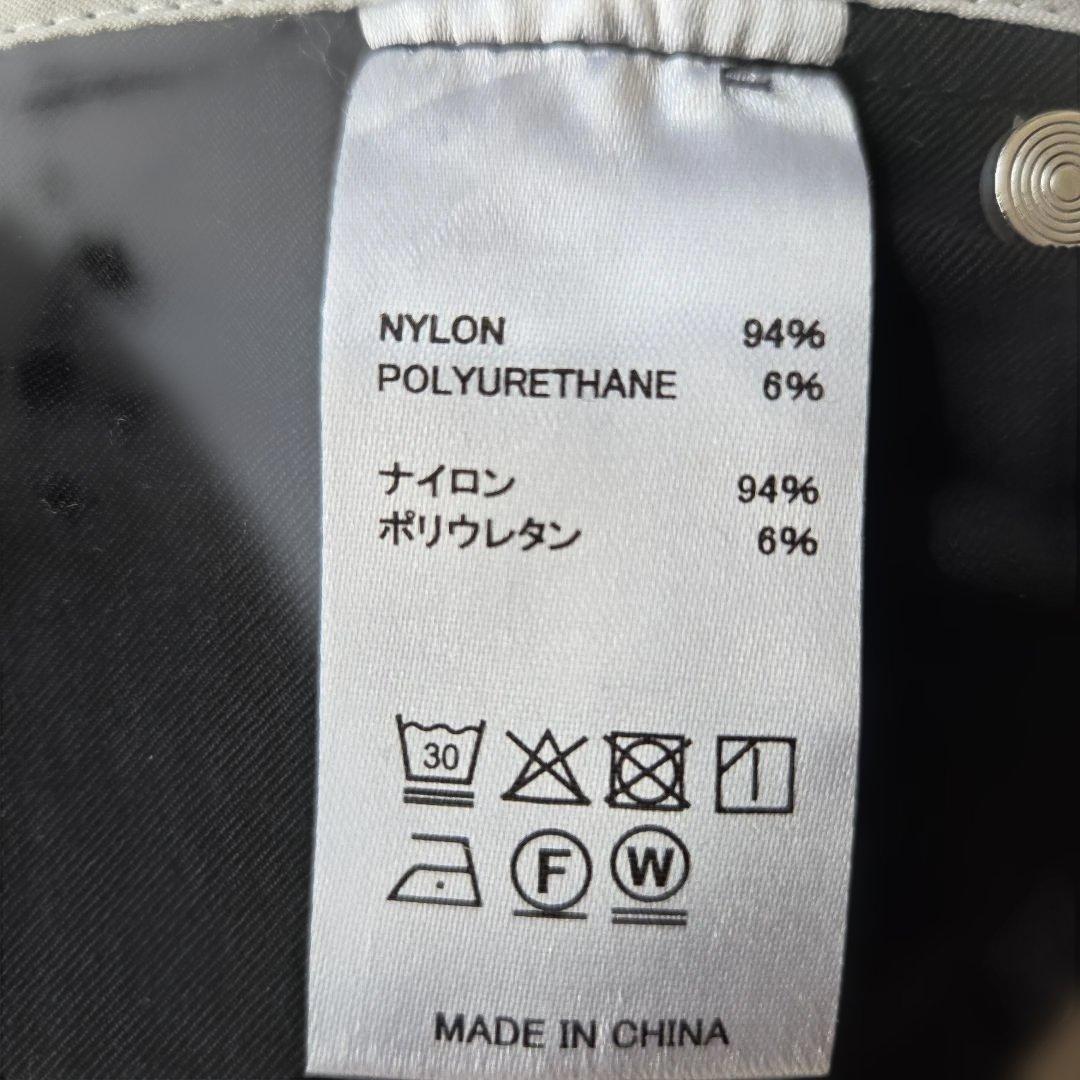 NYLON 94%
POLYURETHANE 6%
ナイロン 94%
ポリウレタン 6%
30
F W
MADE IN CHINA